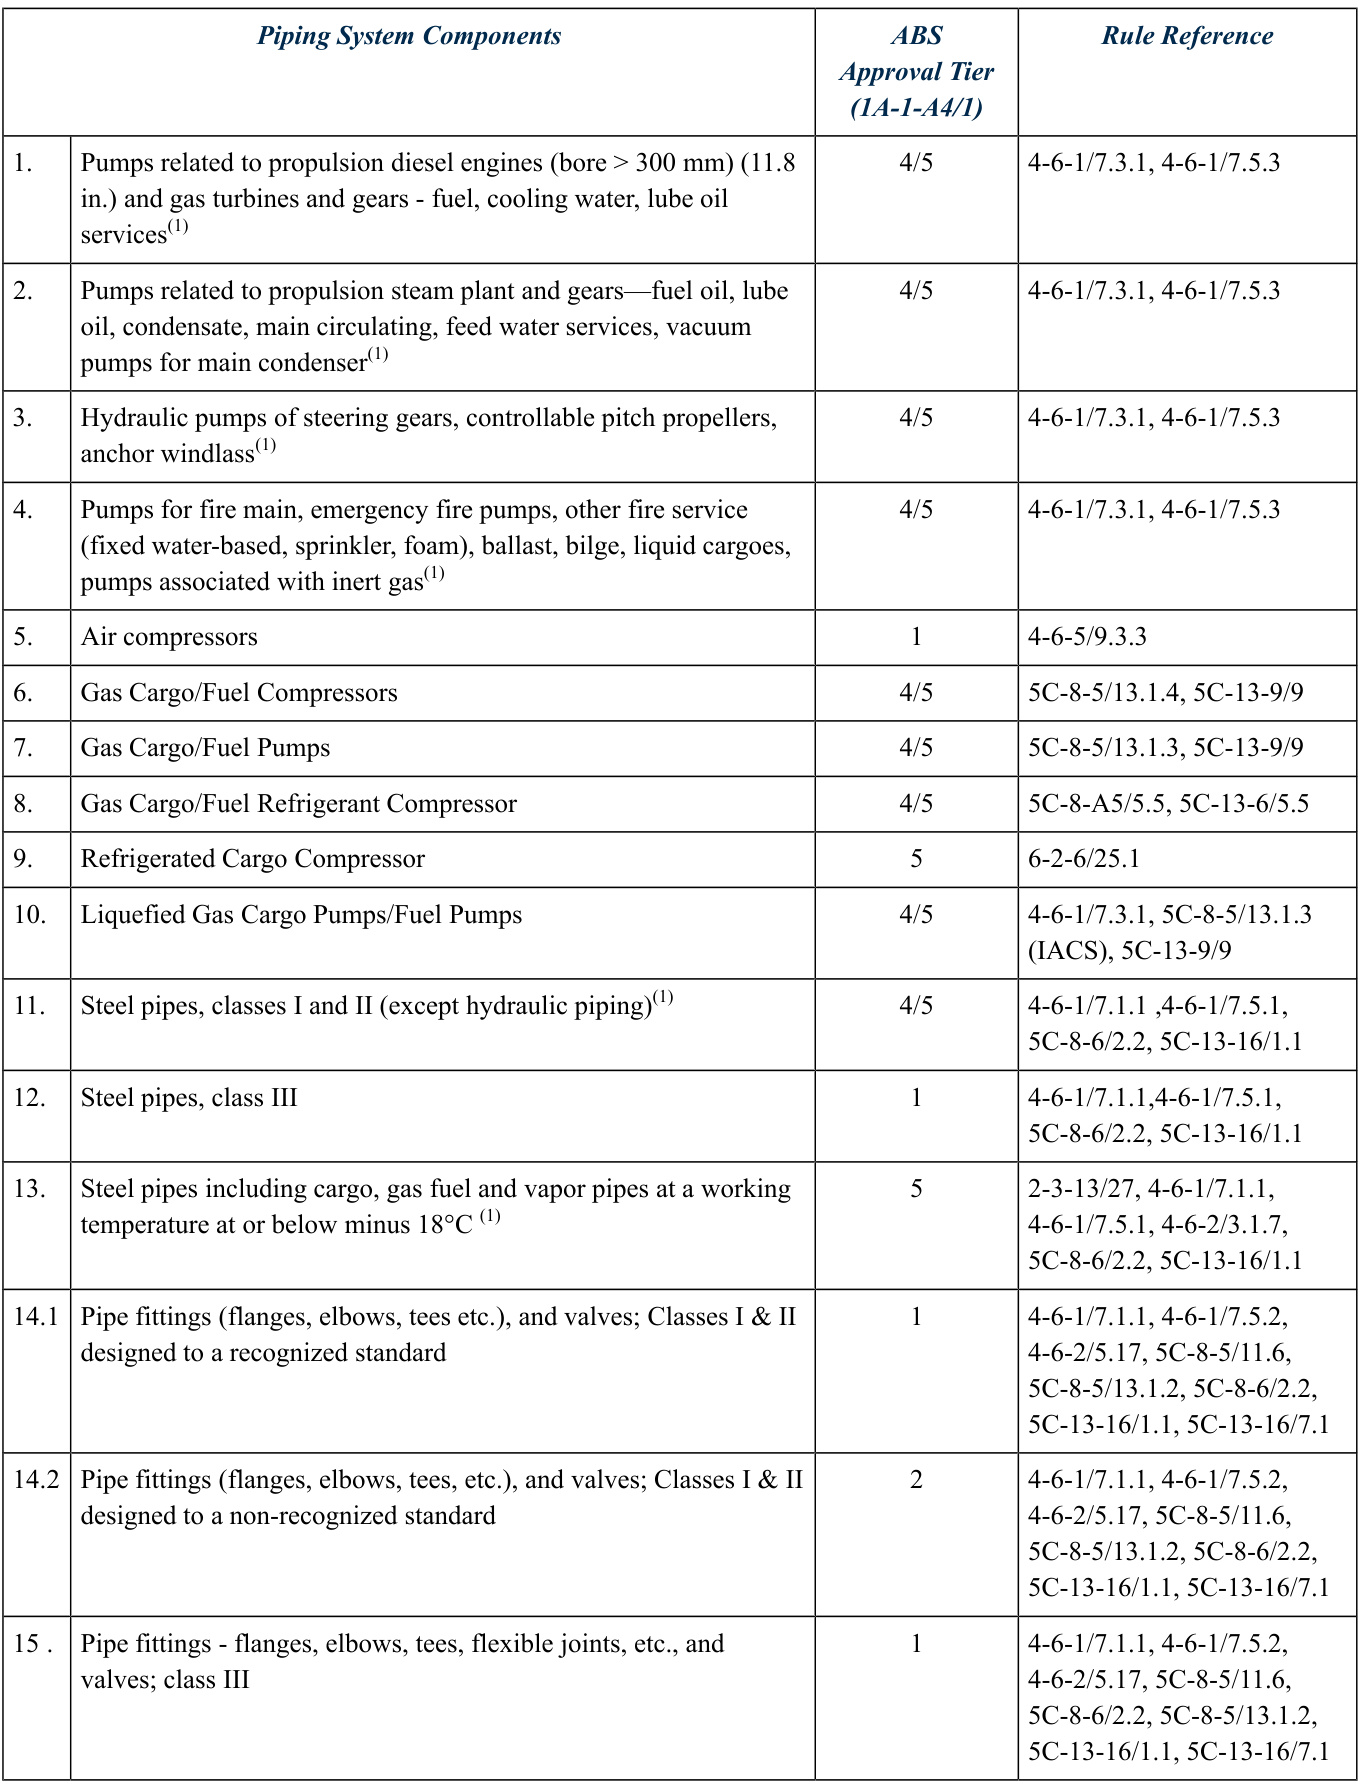 Piping System Components
ABS
Approval Tier
(1A-1-A4/1)
Rule Reference
1.
Pumps related to propulsion diesel engines (bore > 300 mm) (11.8
in.) and gas turbines and gears - fuel, cooling water, lube oil
services(1)
4/5
4-6-1/7.3.1, 4-6-1/7.5.3
2.
Pumps related to propulsion steam plant and gears—fuel oil, lube
oil, condensate, main circulating, feed water services, vacuum
pumps for main condenser(1)
4/5
4-6-1/7.3.1, 4-6-1/7.5.3
3.
Hydraulic pumps of steering gears, controllable pitch propellers,
anchor windlass(1)
4/5
4-6-1/7.3.1, 4-6-1/7.5.3
4.
Pumps for fire main, emergency fire pumps, other fire service
(fixed water-based, sprinkler, foam), ballast, bilge, liquid cargoes,
pumps associated with inert gas(1)
4/5
4-6-1/7.3.1, 4-6-1/7.5.3
5.
Air compressors
1
4-6-5/9.3.3
6.
Gas Cargo/Fuel Compressors
4/5
5C-8-5/13.1.4, 5C-13-9/9
7.
Gas Cargo/Fuel Pumps
4/5
5C-8-5/13.1.3, 5C-13-9/9
8.
Gas Cargo/Fuel Refrigerant Compressor
4/5
5C-8-A5/5.5, 5C-13-6/5.5
9.
Refrigerated Cargo Compressor
5
6-2-6/25.1
10.
Liquefied Gas Cargo Pumps/Fuel Pumps
4/5
4-6-1/7.3.1, 5C-8-5/13.1.3
(IACS), 5C-13-9/9
11.
Steel pipes, classes I and II (except hydraulic piping)(1)
4/5
4-6-1/7.1.1 ,4-6-1/7.5.1,
5C-8-6/2.2, 5C-13-16/1.1
12.
Steel pipes, class III
1
4-6-1/7.1.1,4-6-1/7.5.1,
5C-8-6/2.2, 5C-13-16/1.1
13.
Steel pipes including cargo, gas fuel and vapor pipes at a working
temperature at or below minus 18°C (1)
5
2-3-13/27, 4-6-1/7.1.1,
4-6-1/7.5.1, 4-6-2/3.1.7,
5C-8-6/2.2, 5C-13-16/1.1
14.1
Pipe fittings (flanges, elbows, tees etc.), and valves; Classes I & II
designed to a recognized standard
1
4-6-1/7.1.1, 4-6-1/7.5.2,
4-6-2/5.17, 5C-8-5/11.6,
5C-8-5/13.1.2, 5C-8-6/2.2,
5C-13-16/1.1, 5C-13-16/7.1
14.2
Pipe fittings (flanges, elbows, tees, etc.), and valves; Classes I & II
designed to a non-recognized standard
2
4-6-1/7.1.1, 4-6-1/7.5.2,
4-6-2/5.17, 5C-8-5/11.6,
5C-8-5/13.1.2, 5C-8-6/2.2,
5C-13-16/1.1, 5C-13-16/7.1
15 .
Pipe fittings - flanges, elbows, tees, flexible joints, etc., and
valves; class III
1
4-6-1/7.1.1, 4-6-1/7.5.2,
4-6-2/5.17, 5C-8-5/11.6,
5C-8-6/2.2, 5C-8-5/13.1.2,
5C-13-16/1.1, 5C-13-16/7.1